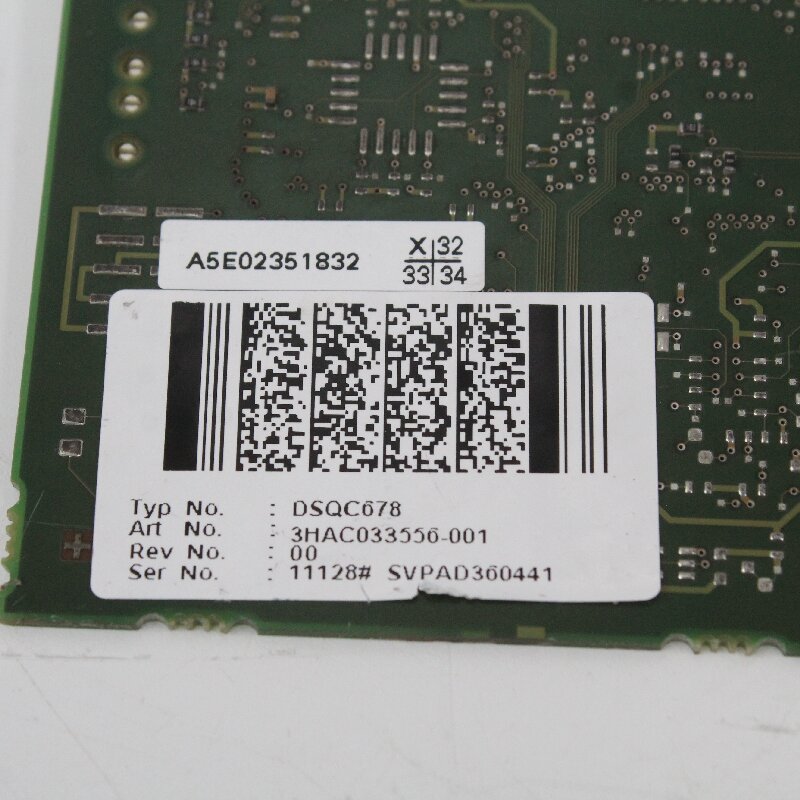 A5E02351832
X 32
33 34
Typ No. : DSQC678
Art No. : 3HAC033556-001
Rev No. : 00
Ser No. : 11128# SVPAD360441